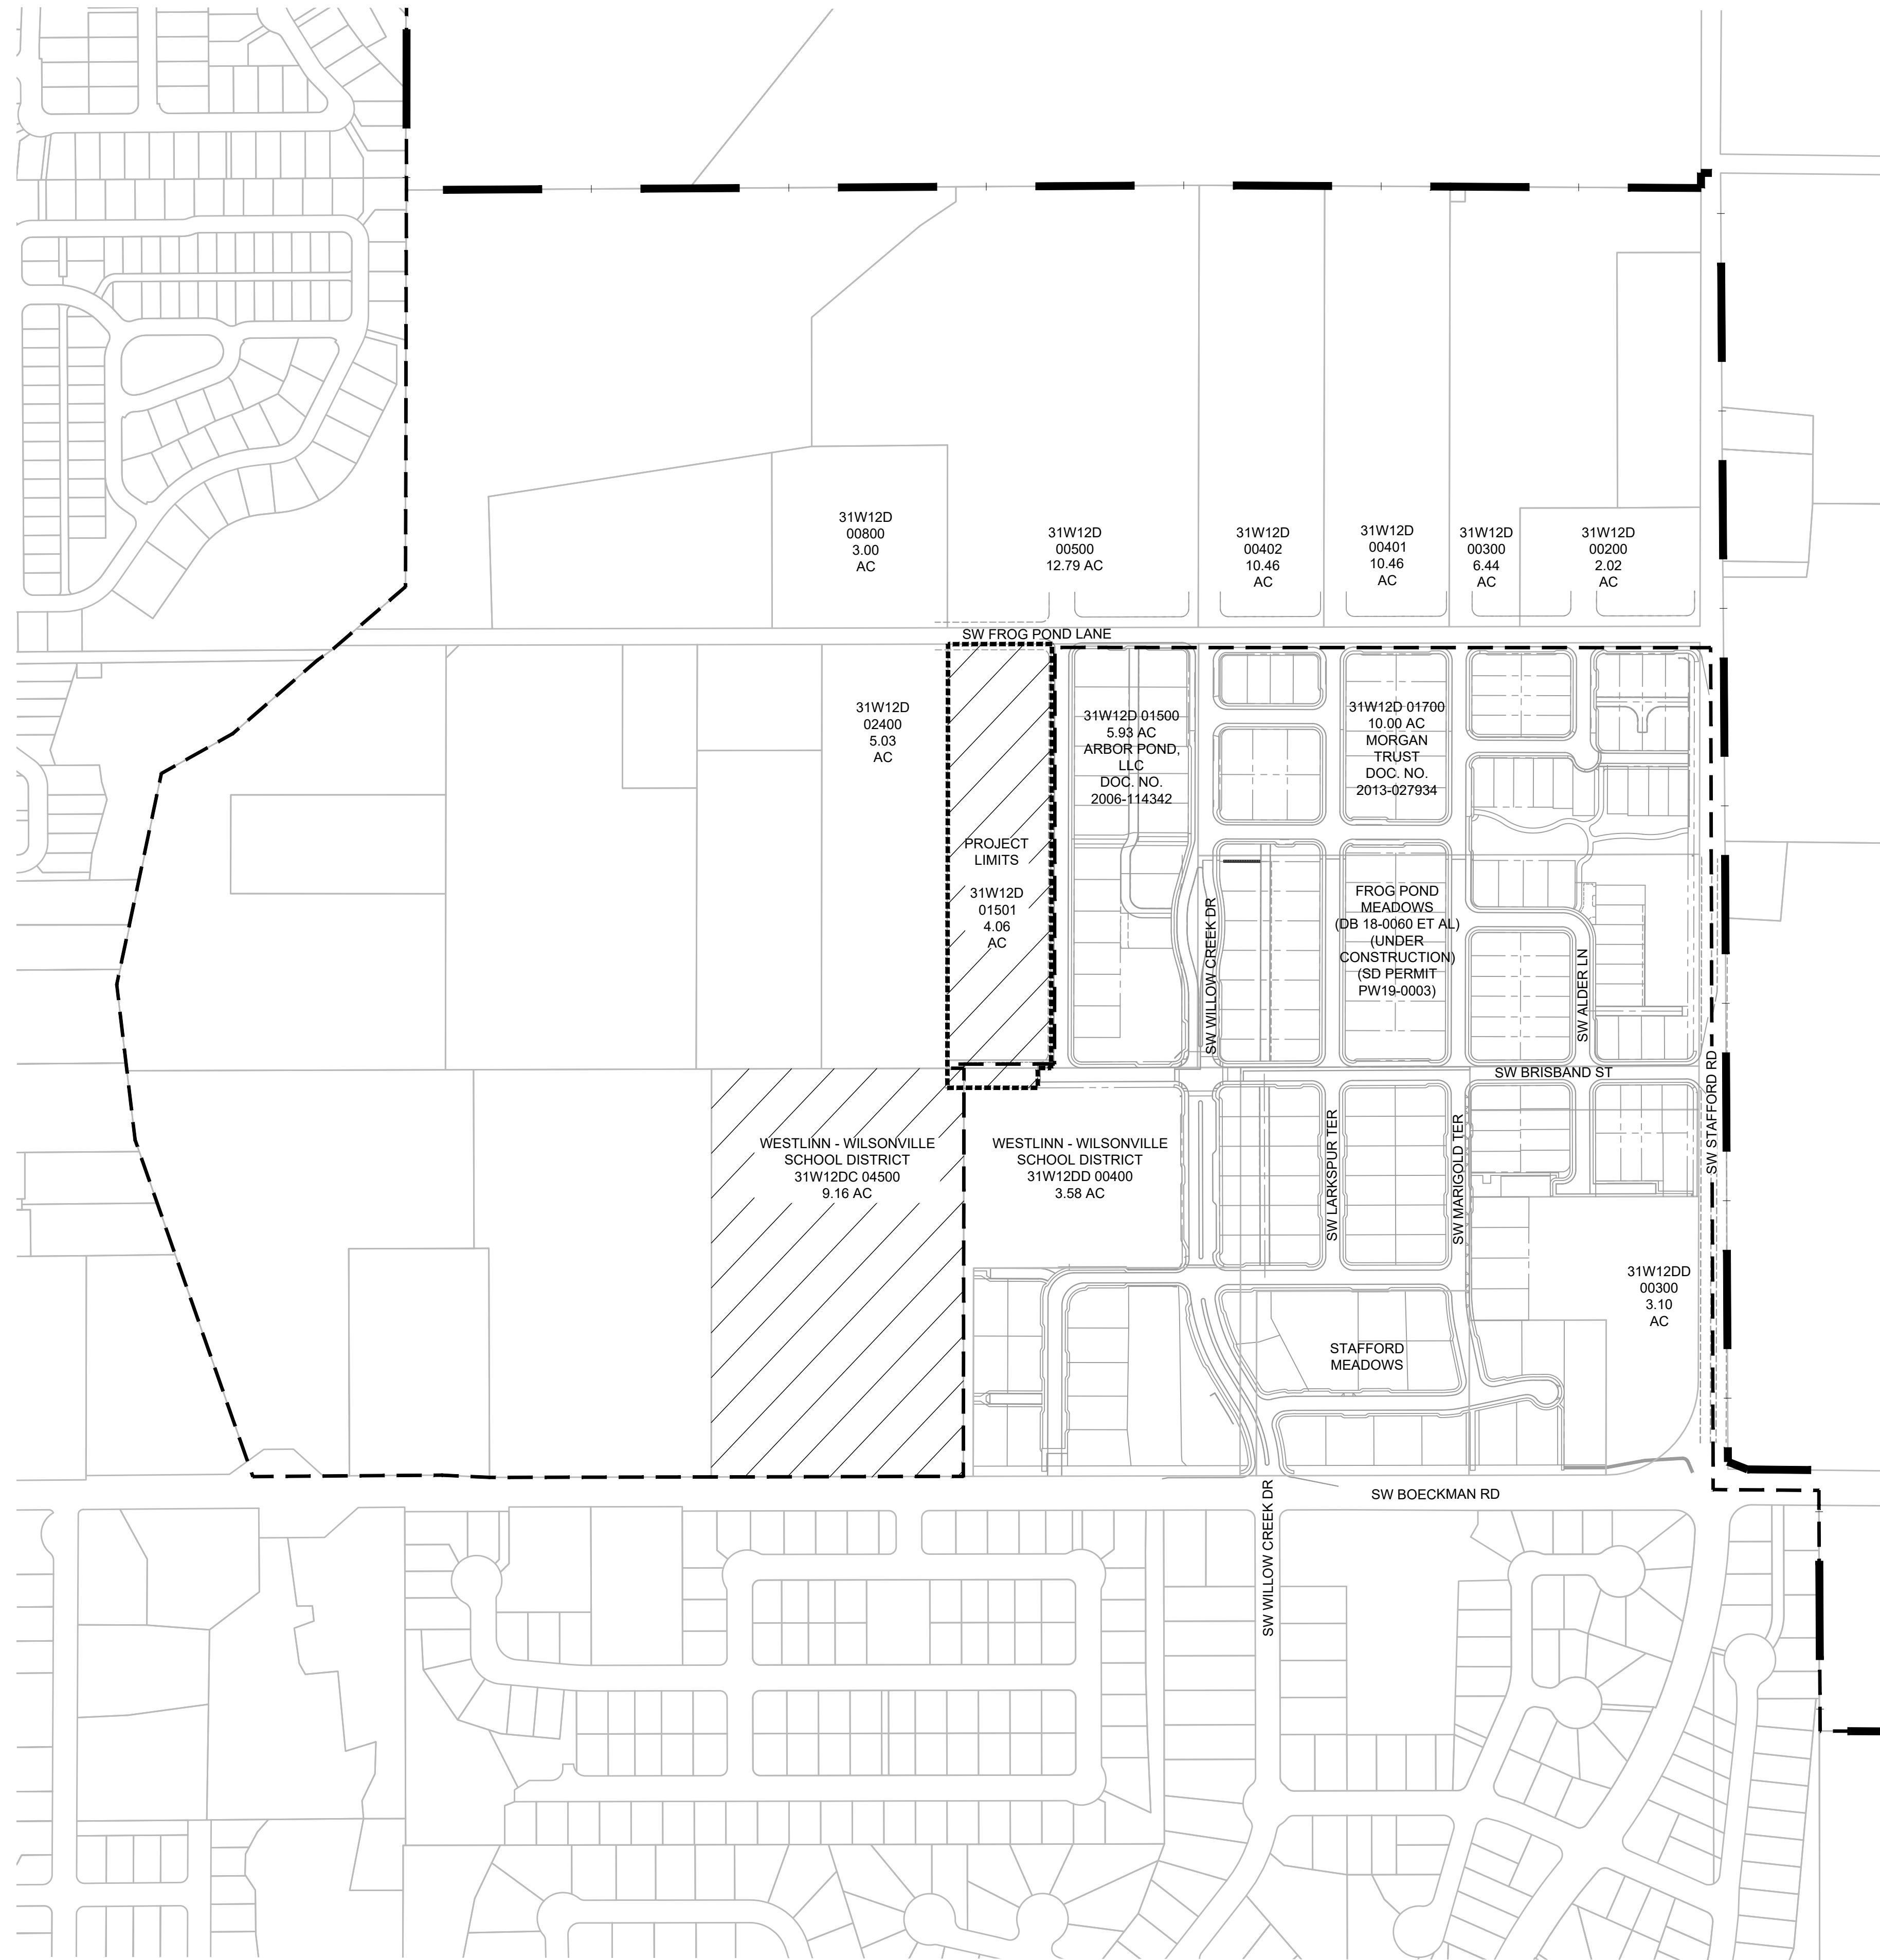 31W12D
00800
3.00
AC
31W12D
00500
12.79 AC
31W12D
00402
10.46
AC
31W12D
00401
10.46
AC
31W12D
00300
6.44
AC
31W12D
00200
2.02
AC
SW FROG POND LANE
31W12D
02400
5.03
AC
PROJECT
LIMITS
31W12D
01501
4.06
AC
31W12D 01500
5.93 AC
ARBOR POND,
LLC
DOC. NO.
2006-114342
31W12D 01700
10.00 AC
MORGAN
TRUST
DOC. NO.
2013-027934
FROG POND
MEADOWS
(DB 18-0060 ET AL)
(UNDER
CONSTRUCTION)
(SD PERMIT
PW19-0003)
SW WILLOW CREEK DR
SW ALDER LN
SW BRISBAND ST
SW STAFFORD RD
WESTLINN - WILSONVILLE
SCHOOL DISTRICT
31W12DC 04500
9.16 AC
WESTLINN - WILSONVILLE
SCHOOL DISTRICT
31W12DD 00400
3.58 AC
SW LARKSPUR TER
SW MARIGOLD TER
31W12DD
00300
3.10
AC
STAFFORD
MEADOWS
SW BOECKMAN RD
SW WILLOW CREEK DR